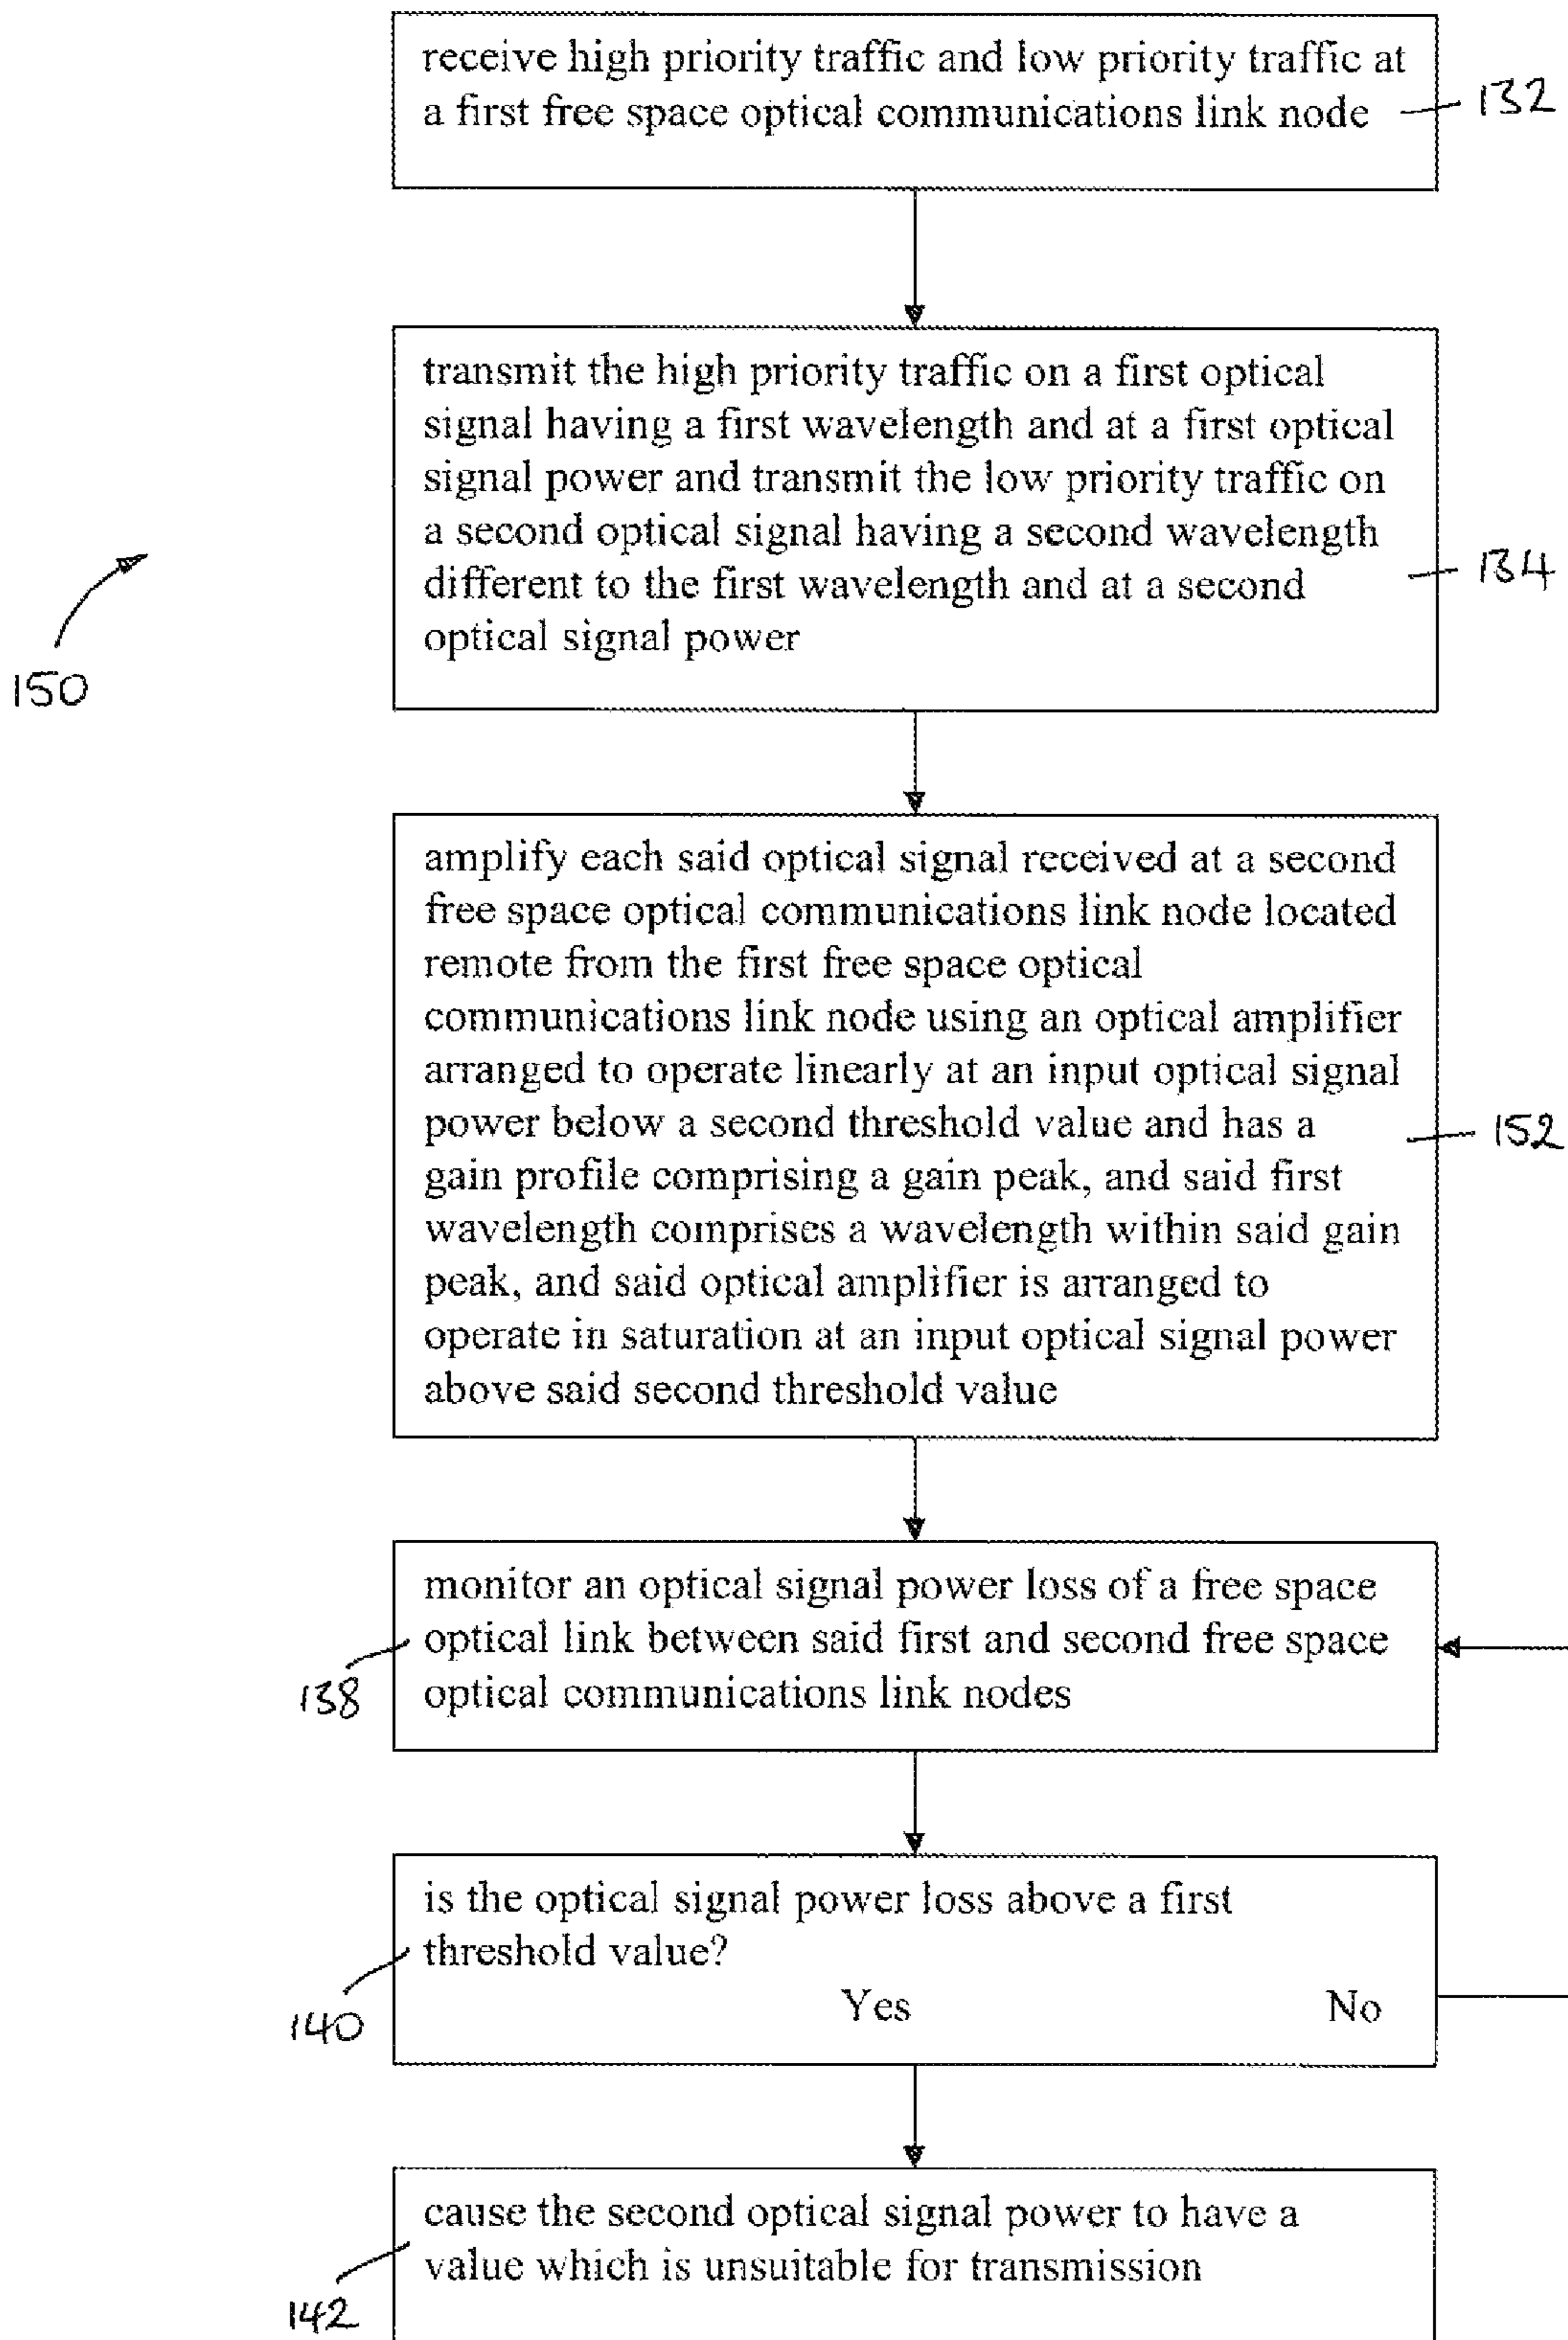 receive high priority traffic and low priority traffic at
a first free space optical communications link node
132
transmit the high priority traffic on a first optical
signal having a first wavelength and at a first optical
signal power and transmit the low priority traffic on
a second optical signal having a second wavelength
different to the first wavelength and at a second
optical signal power
134
150
amplify each said optical signal received at a second
free space optical communications link node located
remote from the first free space optical
communications link node using an optical amplifier
arranged to operate linearly at an input optical signal
power below a second threshold value and has a
gain profile comprising a gain peak, and said first
wavelength comprises a wavelength within said gain
peak, and said optical amplifier is arranged to
operate in saturation at an input optical signal power
above said second threshold value
152
monitor an optical signal power loss of a free space
optical link between said first and second free space
optical communications link nodes
138
is the optical signal power loss above a first
threshold value?
Yes No
140
cause the second optical signal power to have a
value which is unsuitable for transmission
142